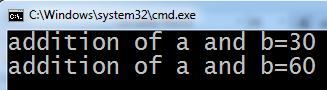 C:\Windows\system32\cmd.exe
addition of a and b=30
addition of a and b=60